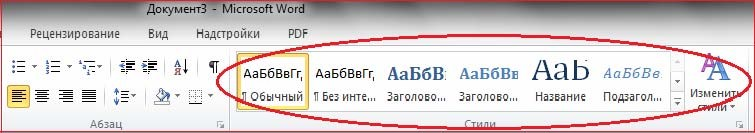 Документ3 - Microsoft Word
Рецензирование Вид Надстройки PDF
АаБбВвГг, АаБбВвГг, АаБбВ АаБбВв АаБ АаБбВв.
¶ Обычный ¶ Без инте... Заголово... Заголово... Название Подзагол...
Изменить стили
Абзац Стили